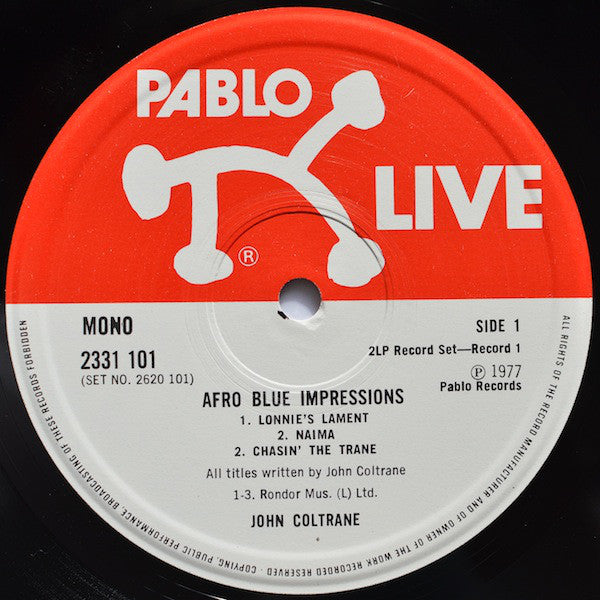 PABLO
LIVE
®
MONO
SIDE 1
2331 101
(SET NO. 2620 101)
2LP Record Set—Record 1
℗ 1977
Pablo Records
AFRO BLUE IMPRESSIONS
1. LONNIE'S LAMENT
2. NAIMA
2. CHASIN' THE TRANE
All titles written by John Coltrane
1-3. Rondor Mus. (L) Ltd.
JOHN COLTRANE
ALL RIGHTS OF THE RECORD MANUFACTURER AND OF OWNER OF THE WORK RECORDED RESERVED · COPYING, PUBLIC PERFORMANCE, BROADCASTING OF THESE RECORDS FORBIDDEN